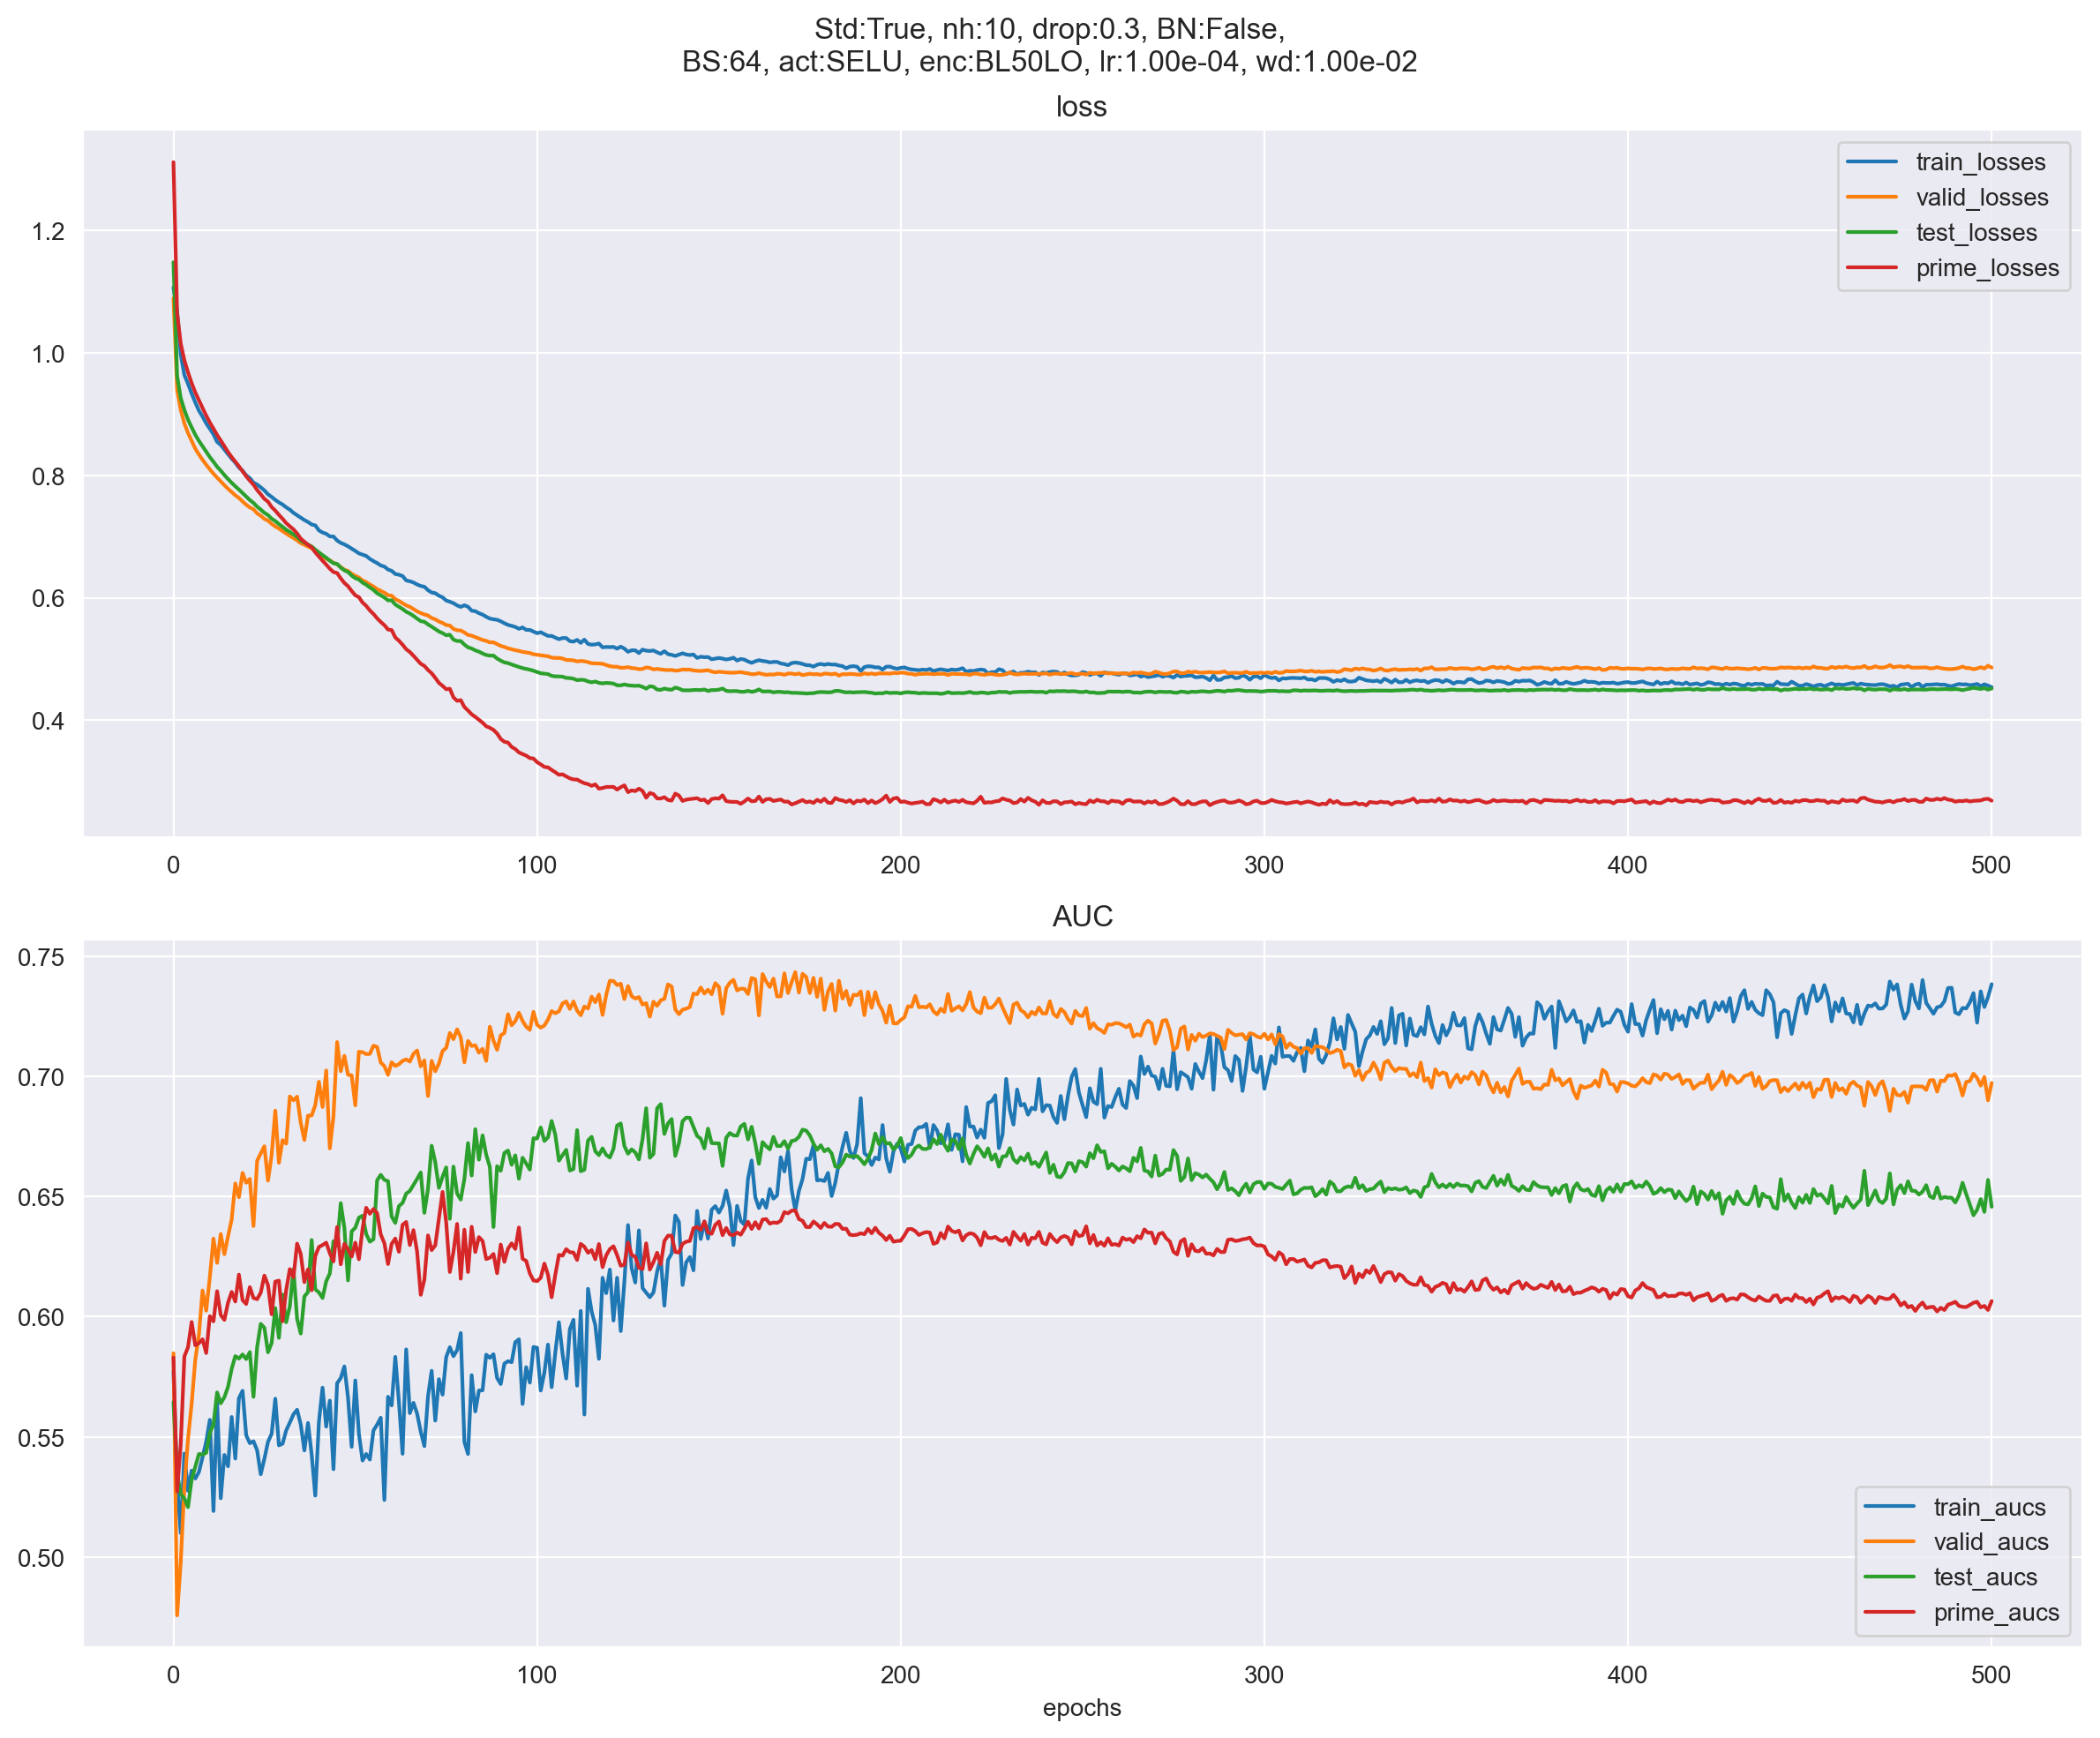 Std:True, nh:10, drop:0.3, BN:False,
BS:64, act:SELU, enc:BL50LO, lr:1.00e-04, wd:1.00e-02
loss
train_losses
valid_losses
test_losses
prime_losses
1.2
1.0
0.8
0.6
0.4
0 100 200 300 400 500
AUC
0.75
0.70
0.65
0.60
0.55
0.50
train_aucs
valid_aucs
test_aucs
prime_aucs
0 100 200 300 400 500
epochs